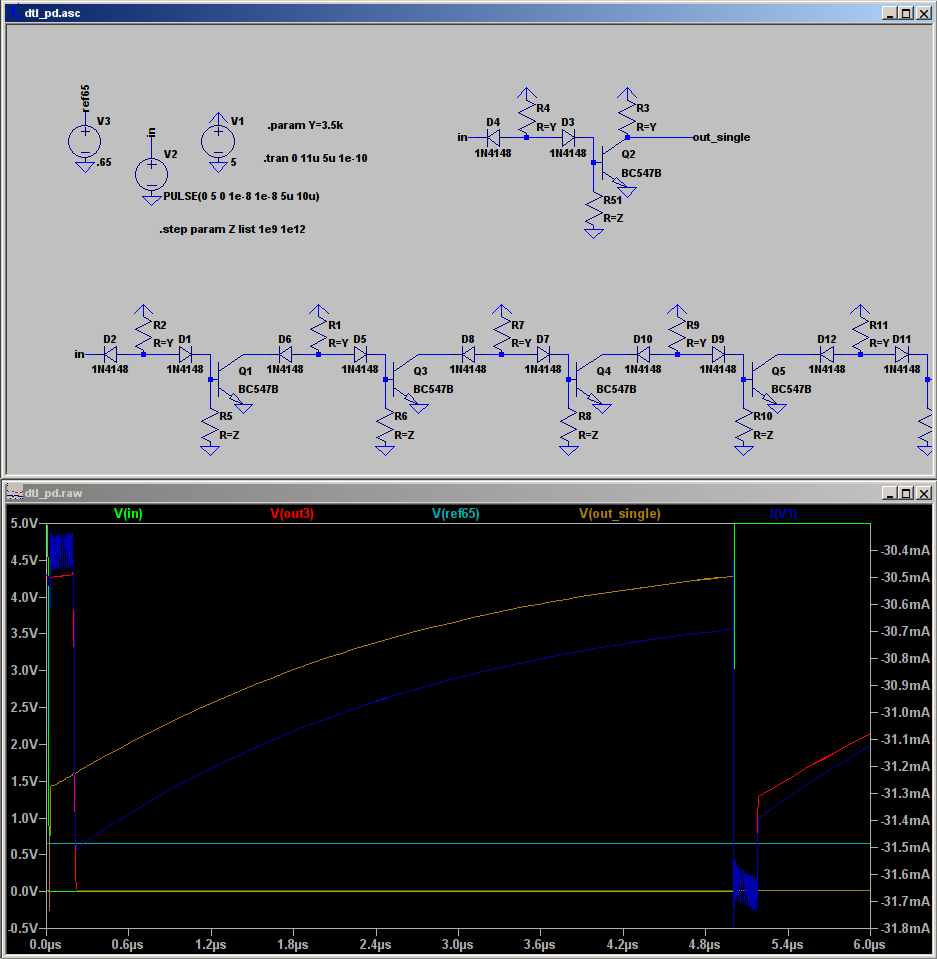 dtl_pd.asc
ref65
V3
.65
in
V2
PULSE(0 5 0 1e-8 1e-8 5u 10u)
V1
5
.param Y=3.5k
.tran 0 11u 5u 1e-10
.step param Z list 1e9 1e12
in
D4
1N4148
R4
R=Y
D3
1N4148
R3
R=Y
out_single
Q2
BC547B
R51
R=Z
in
D2
1N4148
R2
R=Y
D1
1N4148
Q1
BC547B
R5
R=Z
D6
1N4148
R1
R=Y
D5
1N4148
Q3
BC547B
R6
R=Z
D8
1N4148
R7
R=Y
D7
1N4148
Q4
BC547B
R8
R=Z
D10
1N4148
R9
R=Y
D9
1N4148
Q5
BC547B
R10
R=Z
D12
1N4148
R11
R=Y
D11
1N4148
dtl_pd.raw
V(in) V(out3) V(ref65) V(out_single) I(V1)
5.0V
4.5V
4.0V
3.5V
3.0V
2.5V
2.0V
1.5V
1.0V
0.5V
0.0V
-0.5V
-30.4mA
-30.5mA
-30.6mA
-30.7mA
-30.8mA
-30.9mA
-31.0mA
-31.1mA
-31.2mA
-31.3mA
-31.4mA
-31.5mA
-31.6mA
-31.7mA
-31.8mA
0.0µs 0.6µs 1.2µs 1.8µs 2.4µs 3.0µs 3.6µs 4.2µs 4.8µs 5.4µs 6.0µs